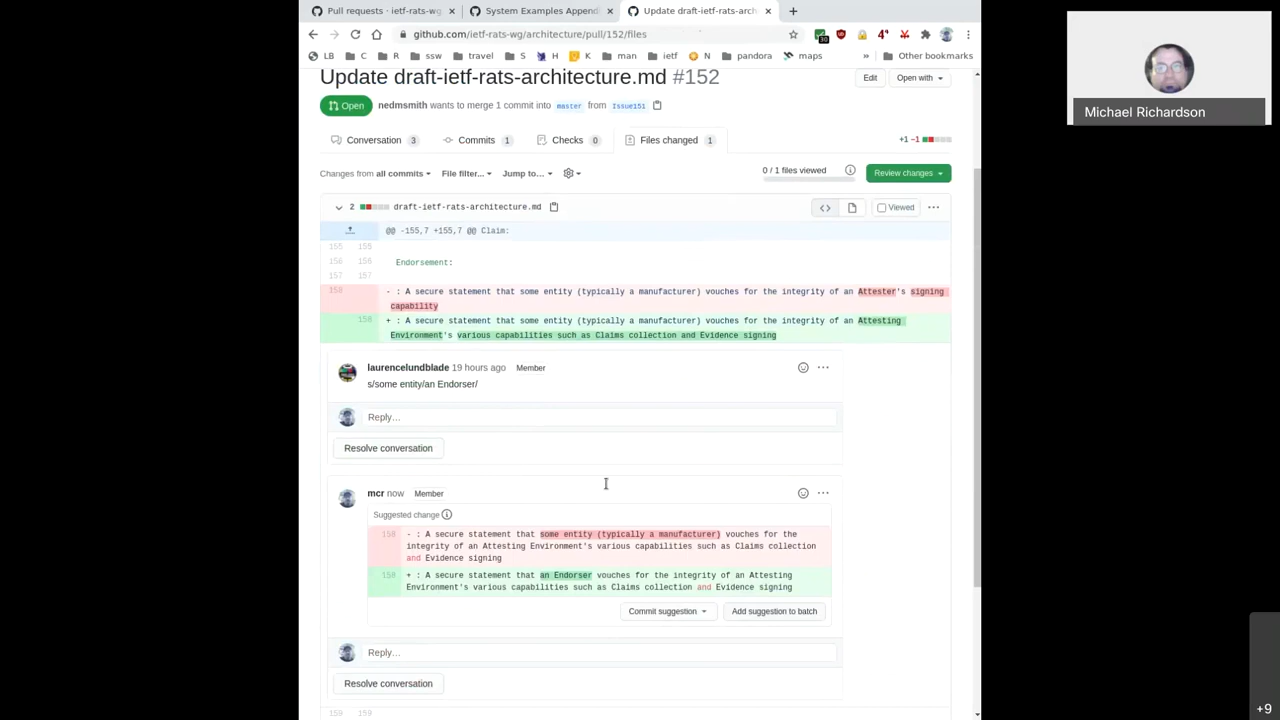 Pull requests - ietf-rats-wg
System Examples Append
Update draft-ietf-rats-arch
github.com/ietf-rats-wg/architecture/pull/152/files
LB C R ssw travel S H K man ietf N pandora maps » Other bookmarks
Update draft-ietf-rats-architecture.md #152
Edit
Open with
Open
nedmsmith wants to merge 1 commit into master from Issue151
Conversation 3
Commits 1
Checks 0
Files changed 1
+1 −1
Changes from all commits
File filter...
Jump to...
0 / 1 files viewed
Review changes
2 draft-ietf-rats-architecture.md
Viewed
@@ -155,7 +155,7 @@ Claim:
155 155
156 156 Endorsement:
157 157
158 - : A secure statement that some entity (typically a manufacturer) vouches for the integrity of an Attester's signing
capability
158 + : A secure statement that some entity (typically a manufacturer) vouches for the integrity of an Attesting
Environment's various capabilities such as Claims collection and Evidence signing
laurencelundblade 19 hours ago Member
s/some entity/an Endorser/
Reply...
Resolve conversation
mcr now Member
Suggested change
158 - : A secure statement that some entity (typically a manufacturer) vouches for the
integrity of an Attesting Environment's various capabilities such as Claims collection
and Evidence signing
158 + : A secure statement that an Endorser vouches for the integrity of an Attesting
Environment's various capabilities such as Claims collection and Evidence signing
Commit suggestion
Add suggestion to batch
Reply...
Resolve conversation
159 159
Michael Richardson
+9